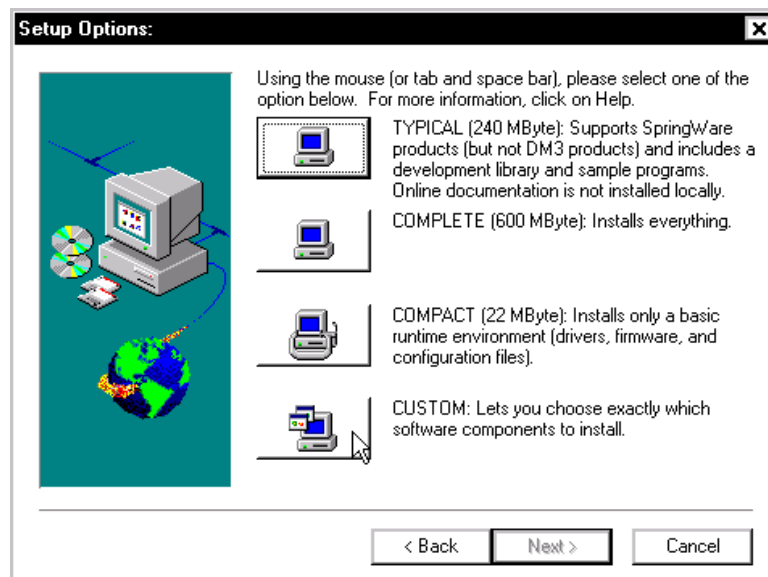 Setup Options:
Using the mouse (or tab and space bar), please select one of the
option below.  For more information, click on Help.
TYPICAL (240 MByte): Supports SpringWare
products (but not DM3 products) and includes a
development library and sample programs.
Online documentation is not installed locally.
COMPLETE (600 MByte): Installs everything.
COMPACT (22 MByte): Installs only a basic
runtime environment (drivers, firmware, and
configuration files).
CUSTOM: Lets you choose exactly which
software components to install.
< Back
Next >
Cancel